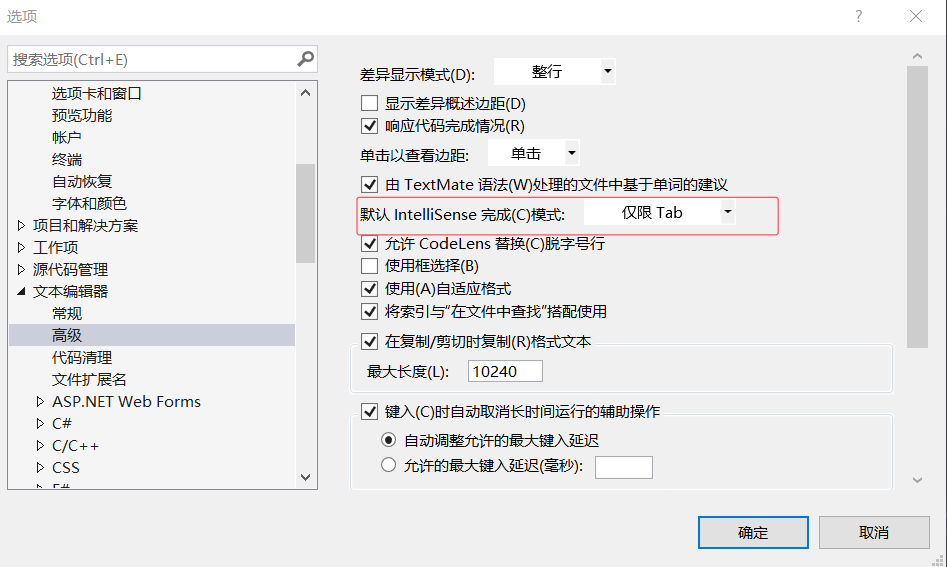 选项
搜索选项(Ctrl+E)
选项卡和窗口
预览功能
帐户
终端
自动恢复
字体和颜色
项目和解决方案
工作项
源代码管理
文本编辑器
常规
高级
代码清理
文件扩展名
ASP.NET Web Forms
C#
C/C++
CSS
F#
差异显示模式(D): 整行
显示差异概述边距(D)
响应代码完成情况(R)
单击以查看边距: 单击
由 TextMate 语法(W)处理的文件中基于单词的建议
默认 IntelliSense 完成(C)模式: 仅限 Tab
允许 CodeLens 替换(C)脱字号行
使用框选择(B)
使用(A)自适应格式
将索引与“在文件中查找”搭配使用
在复制/剪切时复制(R)格式文本
最大长度(L): 10240
键入(C)时自动取消长时间运行的辅助操作
自动调整允许的最大键入延迟
允许的最大键入延迟(毫秒):
确定 取消